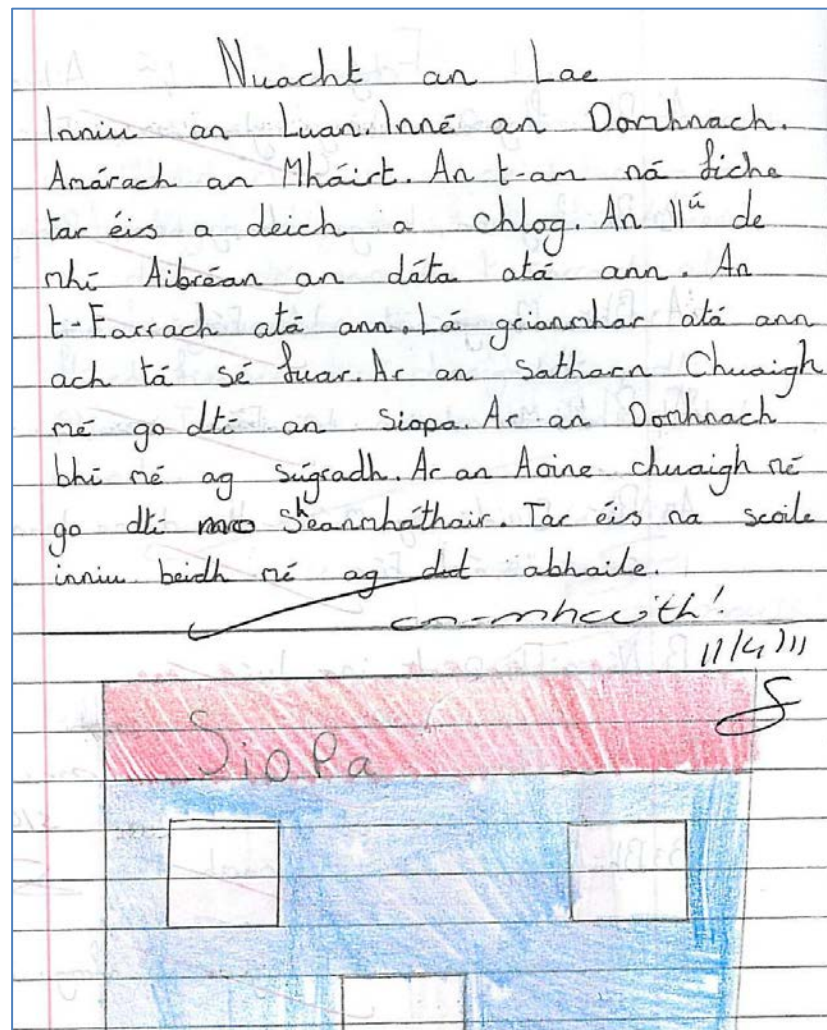 Nuacht an Lae
Inniu an Luan. Inné an Domhnach.
Amárach an Mháirt. An t-am ná fiche
tar éis a deich a chlog. An 11ú de
mhí Aibréan an dáta atá ann. An
t-Earrach atá ann. Lá grianmhar atá ann
ach tá sé fuar. Ar an Satharn Chuaigh
mé go dtí an Siopa. Ar an Domhnach
bhí mé ag súgradh. Ar an Aoine chuaigh mé
go dtí mo Sheanmháthair. Tar éis na scoile
inniu beidh mé ag dul abhaile.
an-mhaith!
11/4/11
Siopa